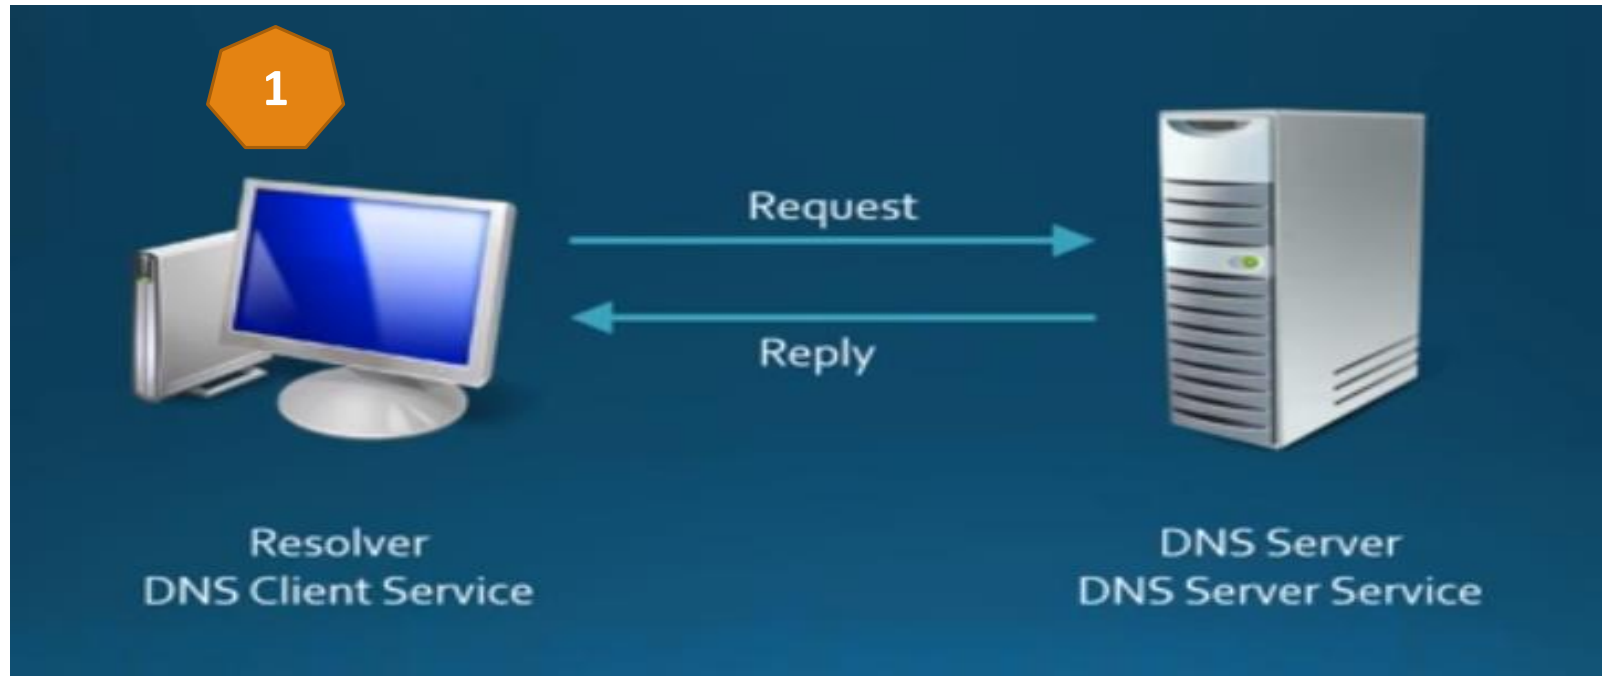 1
Request
Reply
Resolver
DNS Client Service
DNS Server
DNS Server Service